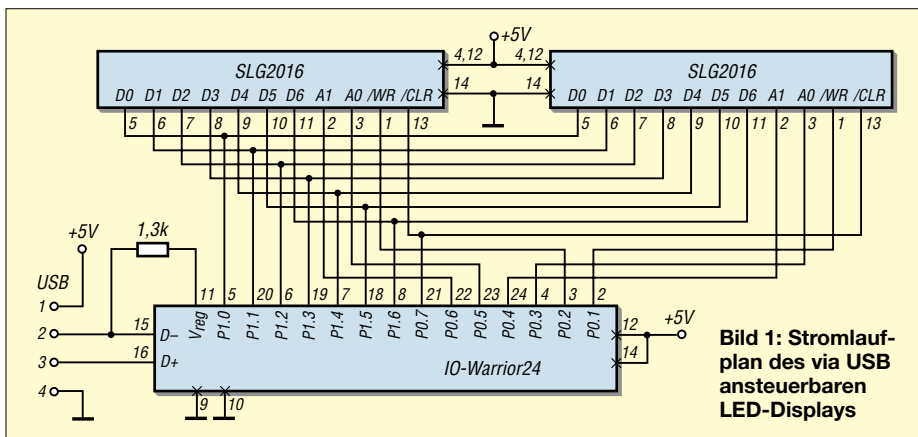 +5V
4,12 4,12
SLG2016 SLG2016
14 14
D0 D1 D2 D3 D4 D5 D6 A1 A0 /WR /CLR
D0 D1 D2 D3 D4 D5 D6 A1 A0 /WR /CLR
5 6 7 8 9 10 11 2 3 1 13
5 6 7 8 9 10 11 2 3 1 13
+5V
1,3k
USB
1
2
3
4
15
16
11 5 20 6 19 7 18 8 21 22 23 24 4 3 2
Vreg P1.0 P1.1 P1.2 P1.3 P1.4 P1.5 P1.6 P0.7 P0.6 P0.5 P0.4 P0.3 P0.2 P0.1
D–
D+
IO-Warrior24
12
14
+5V
9 10
Bild 1: Stromlauf-
plan des via USB
ansteuerbaren
LED-Displays